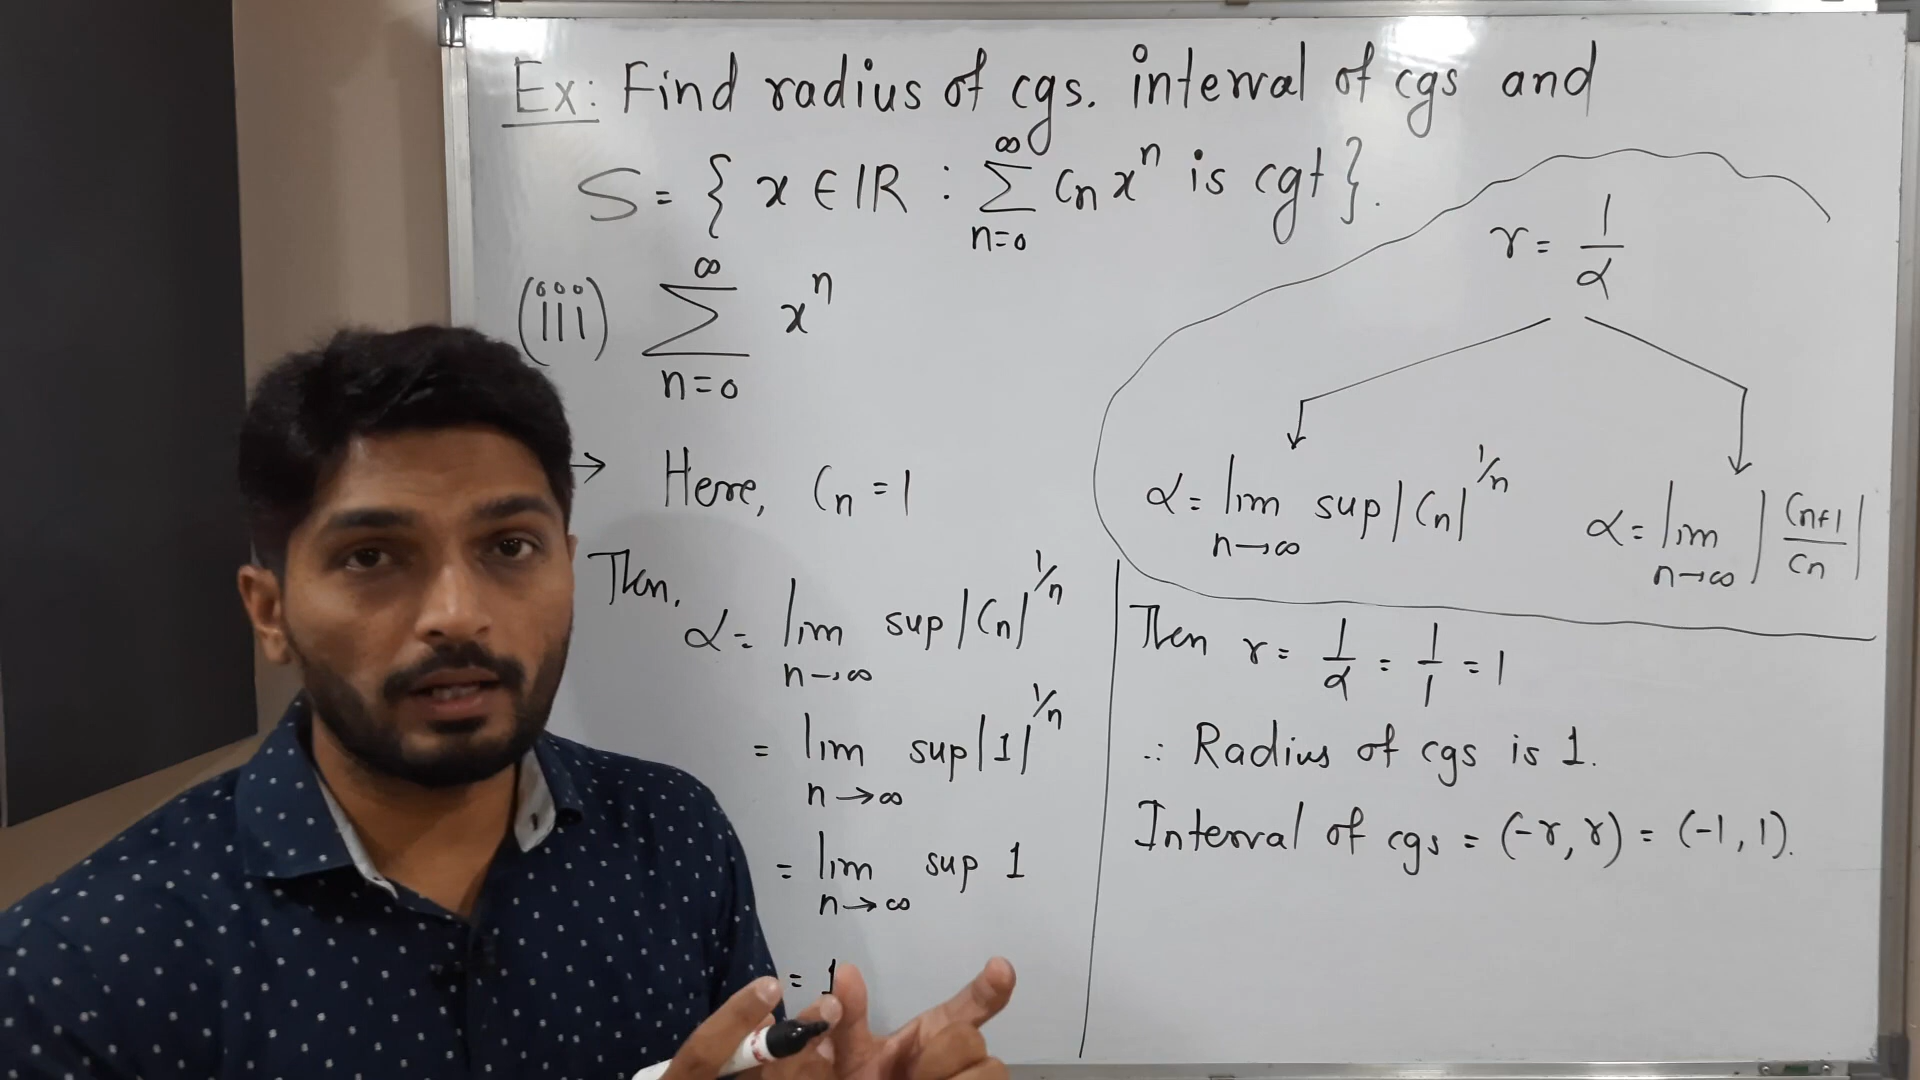 Ex: Find radius of cgs. interval of cgs and
S = { x ∈ IR : ∑_{n=0}^{∞} Cn x^n is cgt }.
(iii) ∑_{n=0}^{∞} x^n
→ Here, Cn = 1
Then,
α = lim_{n→∞} sup |Cn|^{1/n}
= lim_{n→∞} sup |1|^{1/n}
= lim_{n→∞} sup 1
= 1
r = 1/α
α = lim_{n→∞} sup |Cn|^{1/n}
α = lim_{n→∞} |Cn+1/Cn|
Then r = 1/α = 1/1 = 1
∴ Radius of cgs is 1.
Interval of cgs = (-r, r) = (-1, 1).